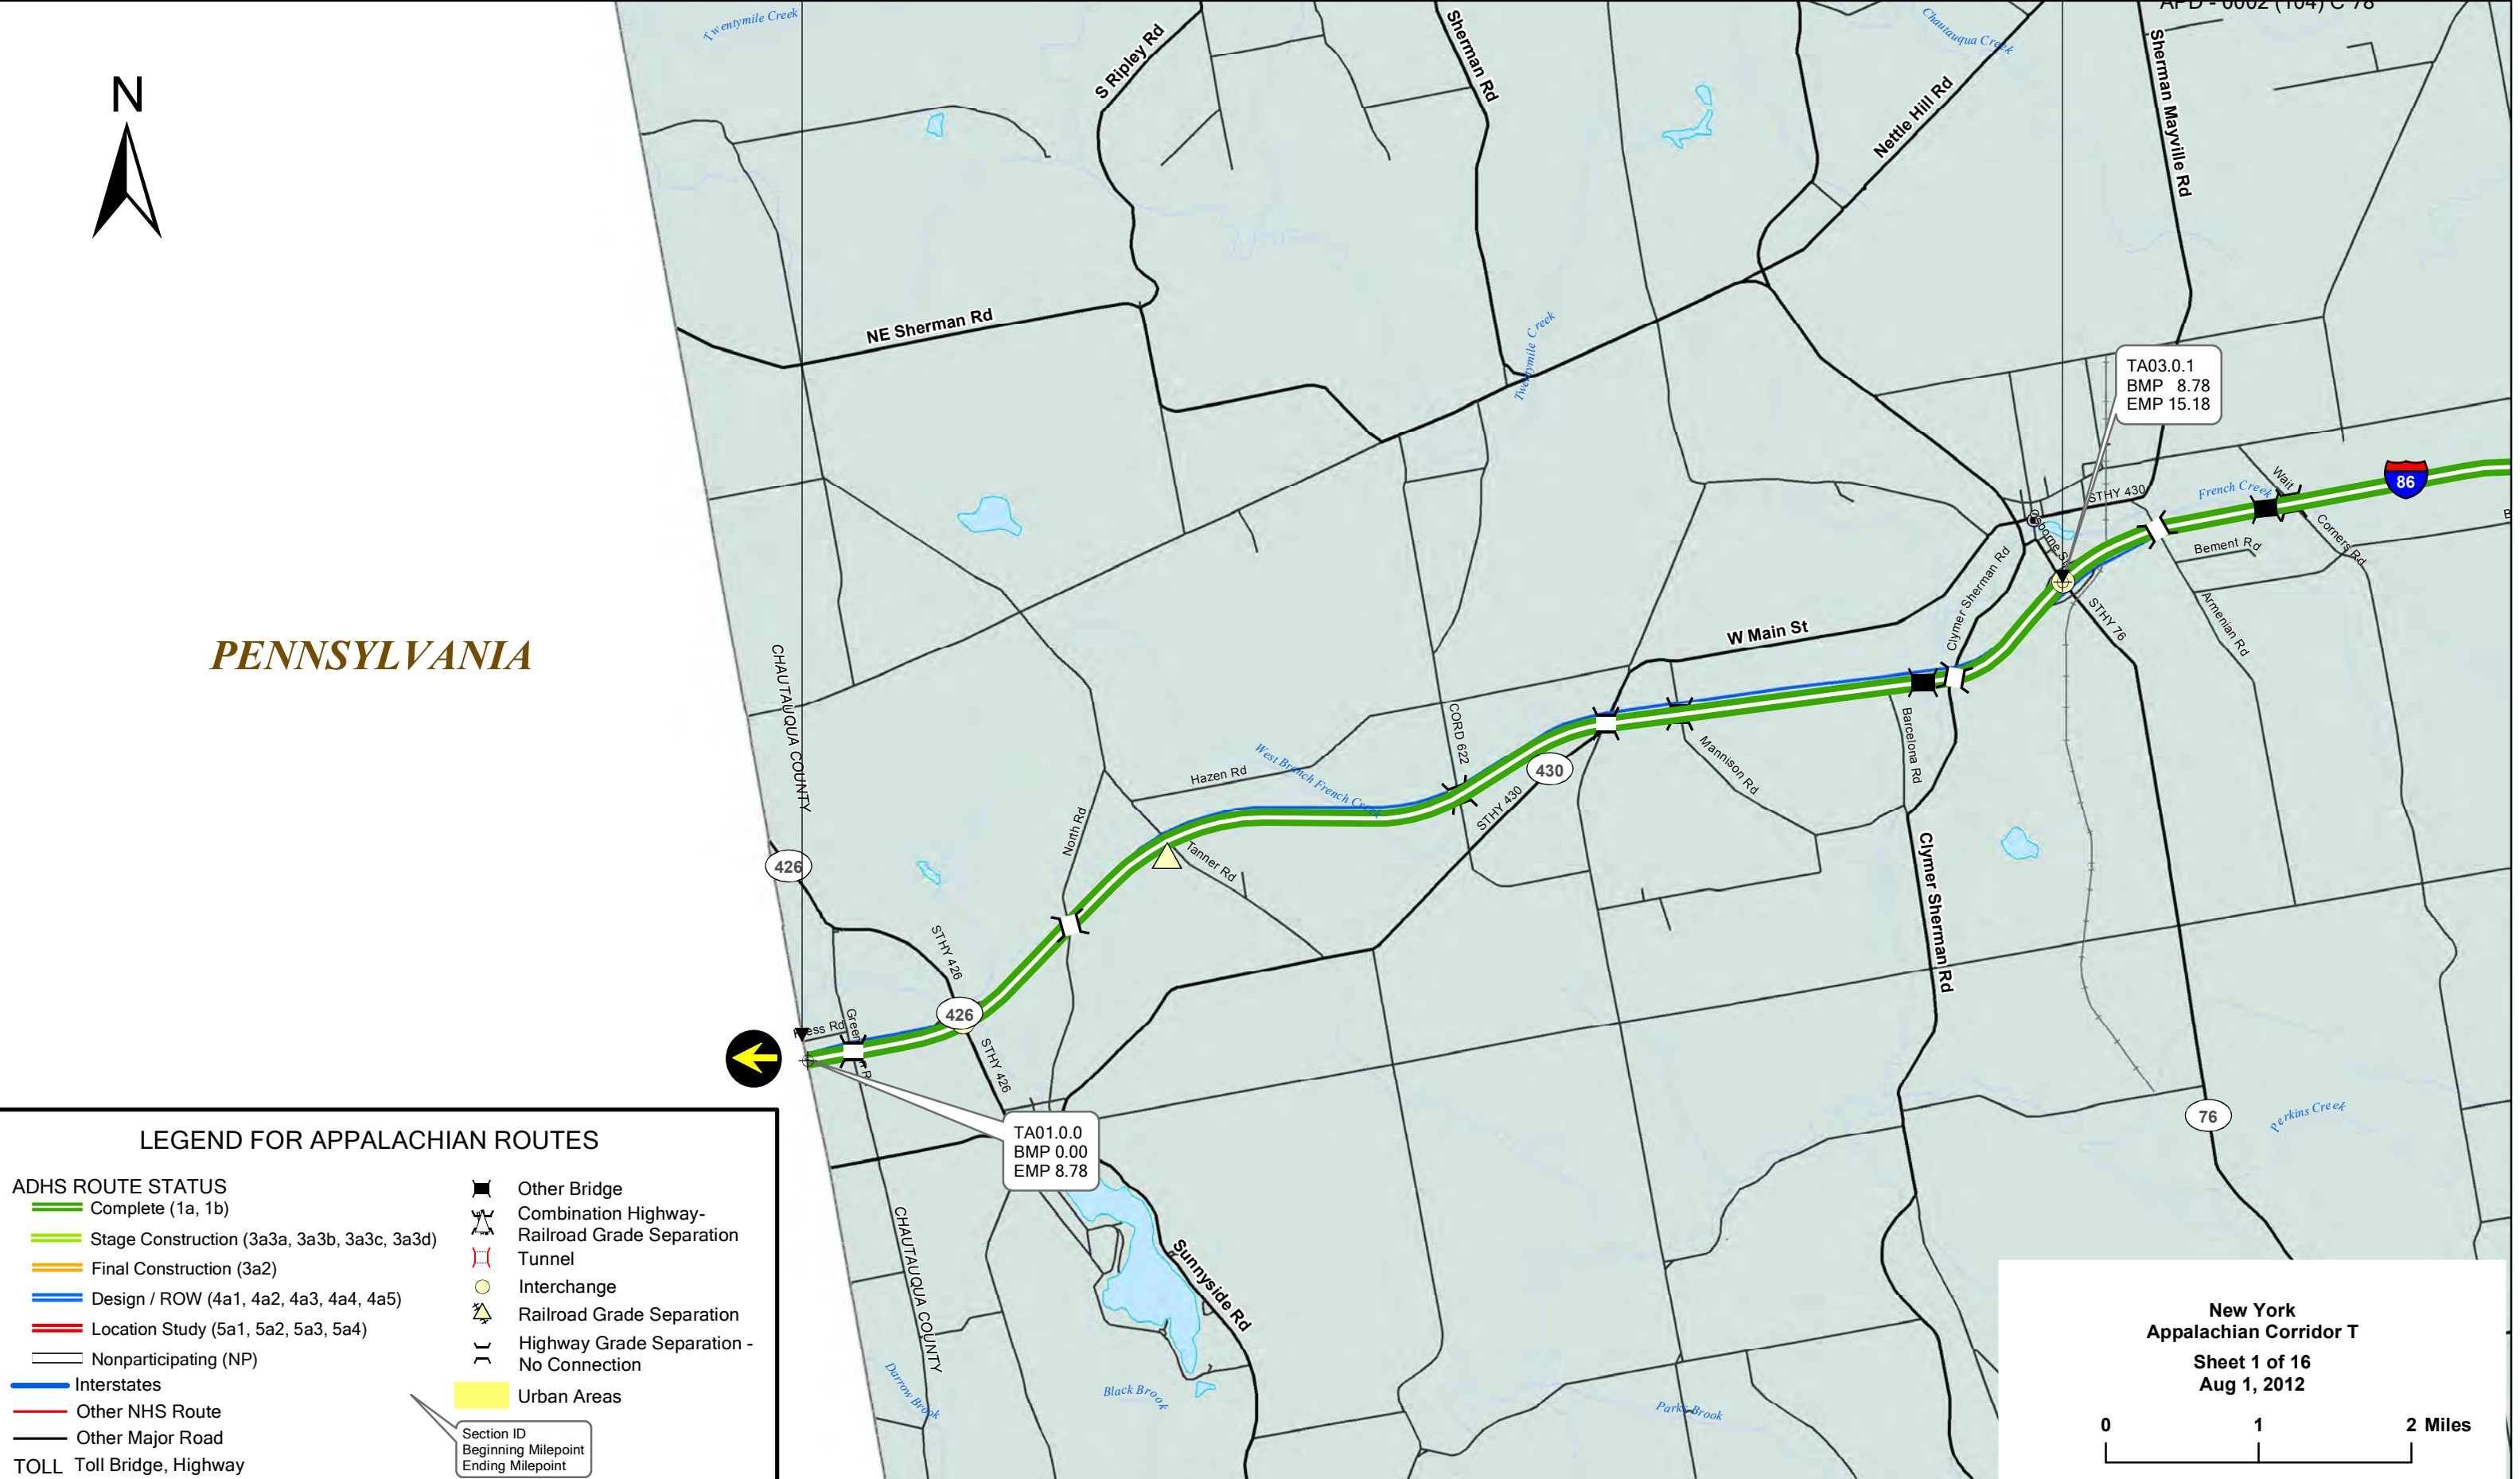 APD - 0002 (104) C 78
Twentymile Creek
S Ripley Rd
Sherman Rd
Chautauqua Creek
Nettle Hill Rd
Sherman Mayville Rd
N
NE Sherman Rd
Twentymile Creek
TA03.0.1
BMP 8.78
EMP 15.18
86
Wait
Corners Rd
French Creek
STHY 430
Osborne St
Bement Rd
Armenian Rd
STHY 76
Clymer Sherman Rd
W Main St
PENNSYLVANIA
CHAUTAUQUA COUNTY
CORD 622
Barcelona Rd
Mannison Rd
430
STHY 430
West Branch French Creek
Hazen Rd
North Rd
Tanner Rd
426
STHY 426
426
STHY 426
Clymer Sherman Rd
76
Perkins Creek
TA01.0.0
BMP 0.00
EMP 8.78
CHAUTAUQUA COUNTY
Sunnyside Rd
Darrow Brook
Black Brook
Parks Brook
LEGEND FOR APPALACHIAN ROUTES
ADHS ROUTE STATUS
Complete (1a, 1b)
Stage Construction (3a3a, 3a3b, 3a3c, 3a3d)
Final Construction (3a2)
Design / ROW (4a1, 4a2, 4a3, 4a4, 4a5)
Location Study (5a1, 5a2, 5a3, 5a4)
Nonparticipating (NP)
Interstates
Other NHS Route
Other Major Road
TOLL Toll Bridge, Highway
Other Bridge
Combination Highway-
Railroad Grade Separation
Tunnel
Interchange
Railroad Grade Separation
Highway Grade Separation -
No Connection
Urban Areas
Section ID
Beginning Milepoint
Ending Milepoint
New York
Appalachian Corridor T
Sheet 1 of 16
Aug 1, 2012
0 1 2 Miles